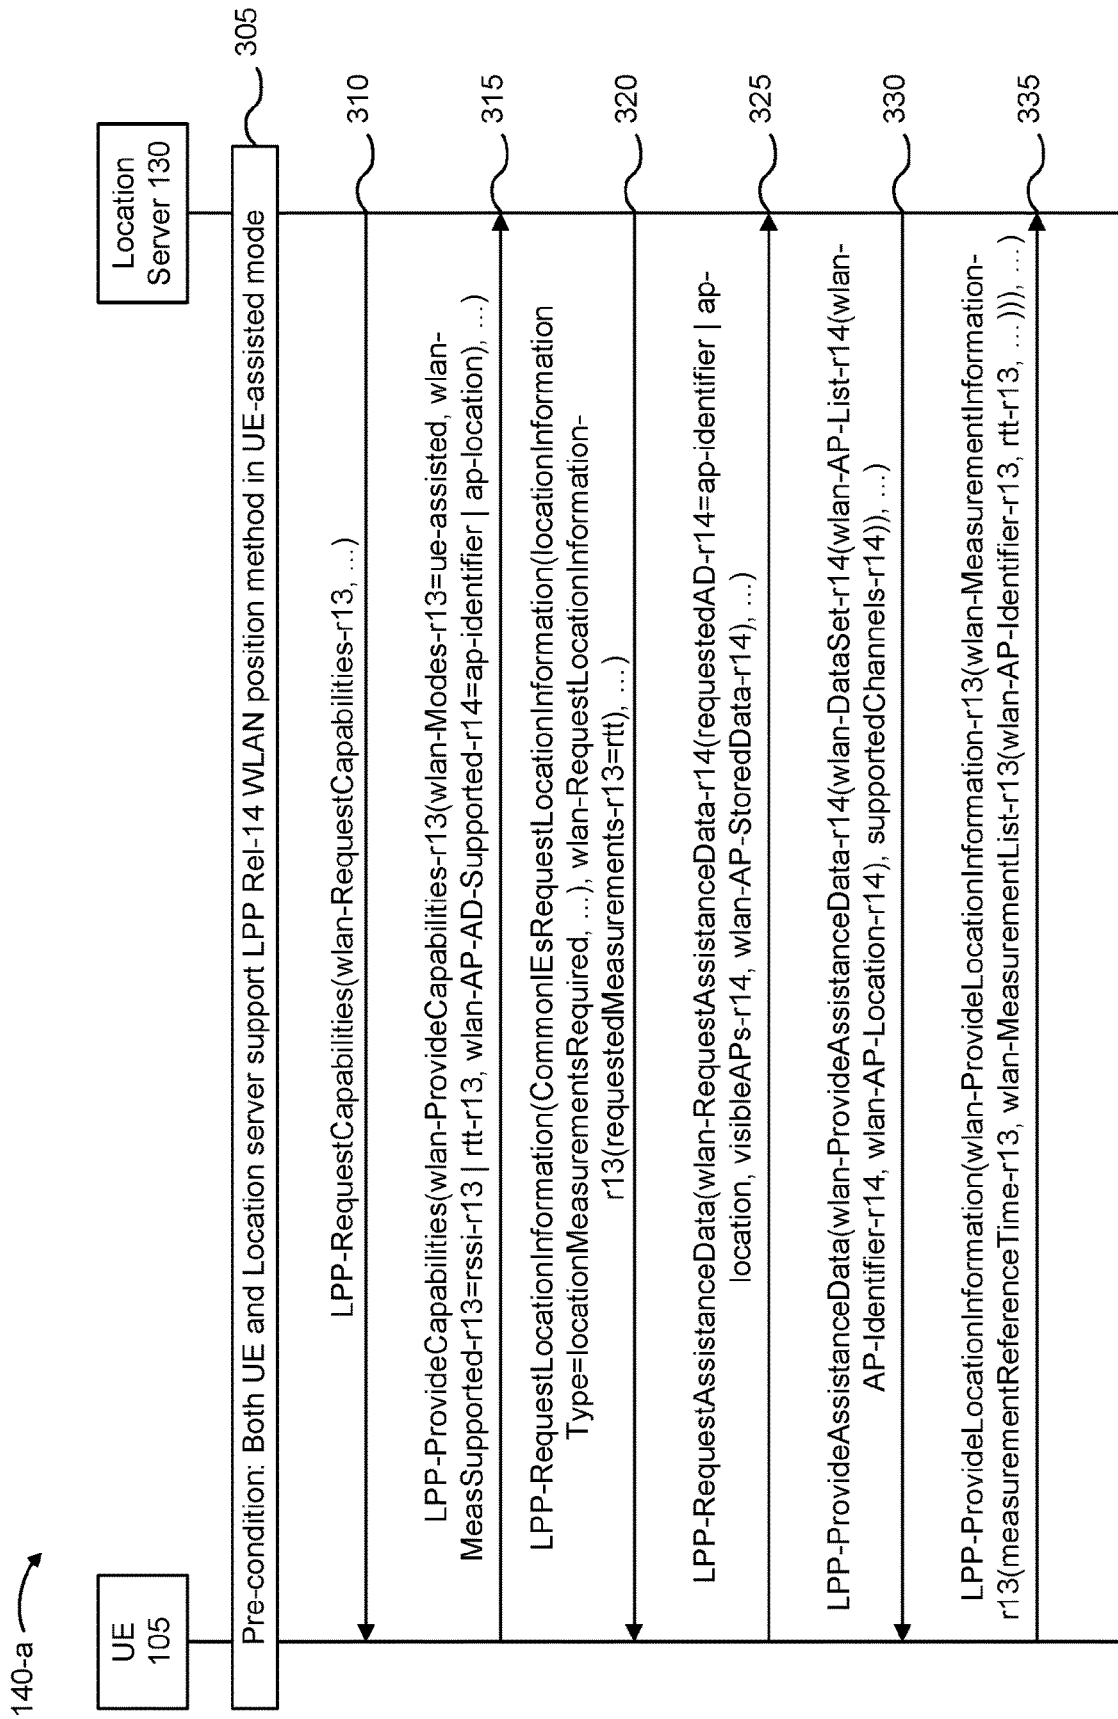 140-a
UE
105
Location
Server 130
Pre-condition: Both UE and Location server support LPP Rel-14 WLAN position method in UE-assisted mode
305
LPP-RequestCapabilities(wlan-RequestCapabilities-r13, …)
310
LPP-ProvideCapabilities(wlan-ProvideCapabilities-r13(wlan-Modes-r13=ue-assisted, wlan-
MeasSupported-r13=rssi-r13 | rtt-r13, wlan-AP-AD-Supported-r14=ap-identifier | ap-location), …)
315
LPP-RequestLocationInformation(CommonIEsRequestLocationInformation(locationInformation
Type=locationMeasurementsRequired, …), wlan-RequestLocationInformation-
r13(requestedMeasurements-r13=rtt), …)
320
LPP-RequestAssistanceData(wlan-RequestAssistanceData-r14(requestedAD-r14=ap-identifier | ap-
location, visibleAPs-r14, wlan-AP-StoredData-r14), …)
325
LPP-ProvideAssistanceData(wlan-ProvideAssistanceData-r14(wlan-DataSet-r14(wlan-AP-List-r14(wlan-
AP-Identifier-r14, wlan-AP-Location-r14), supportedChannels-r14)), …)
330
LPP-ProvideLocationInformation(wlan-ProvideLocationInformation-r13(wlan-MeasurementInformation-
r13(measurementReferenceTime-r13, wlan-MeasurementList-r13(wlan-AP-Identifier-r13, rtt-r13, …))), …)
335